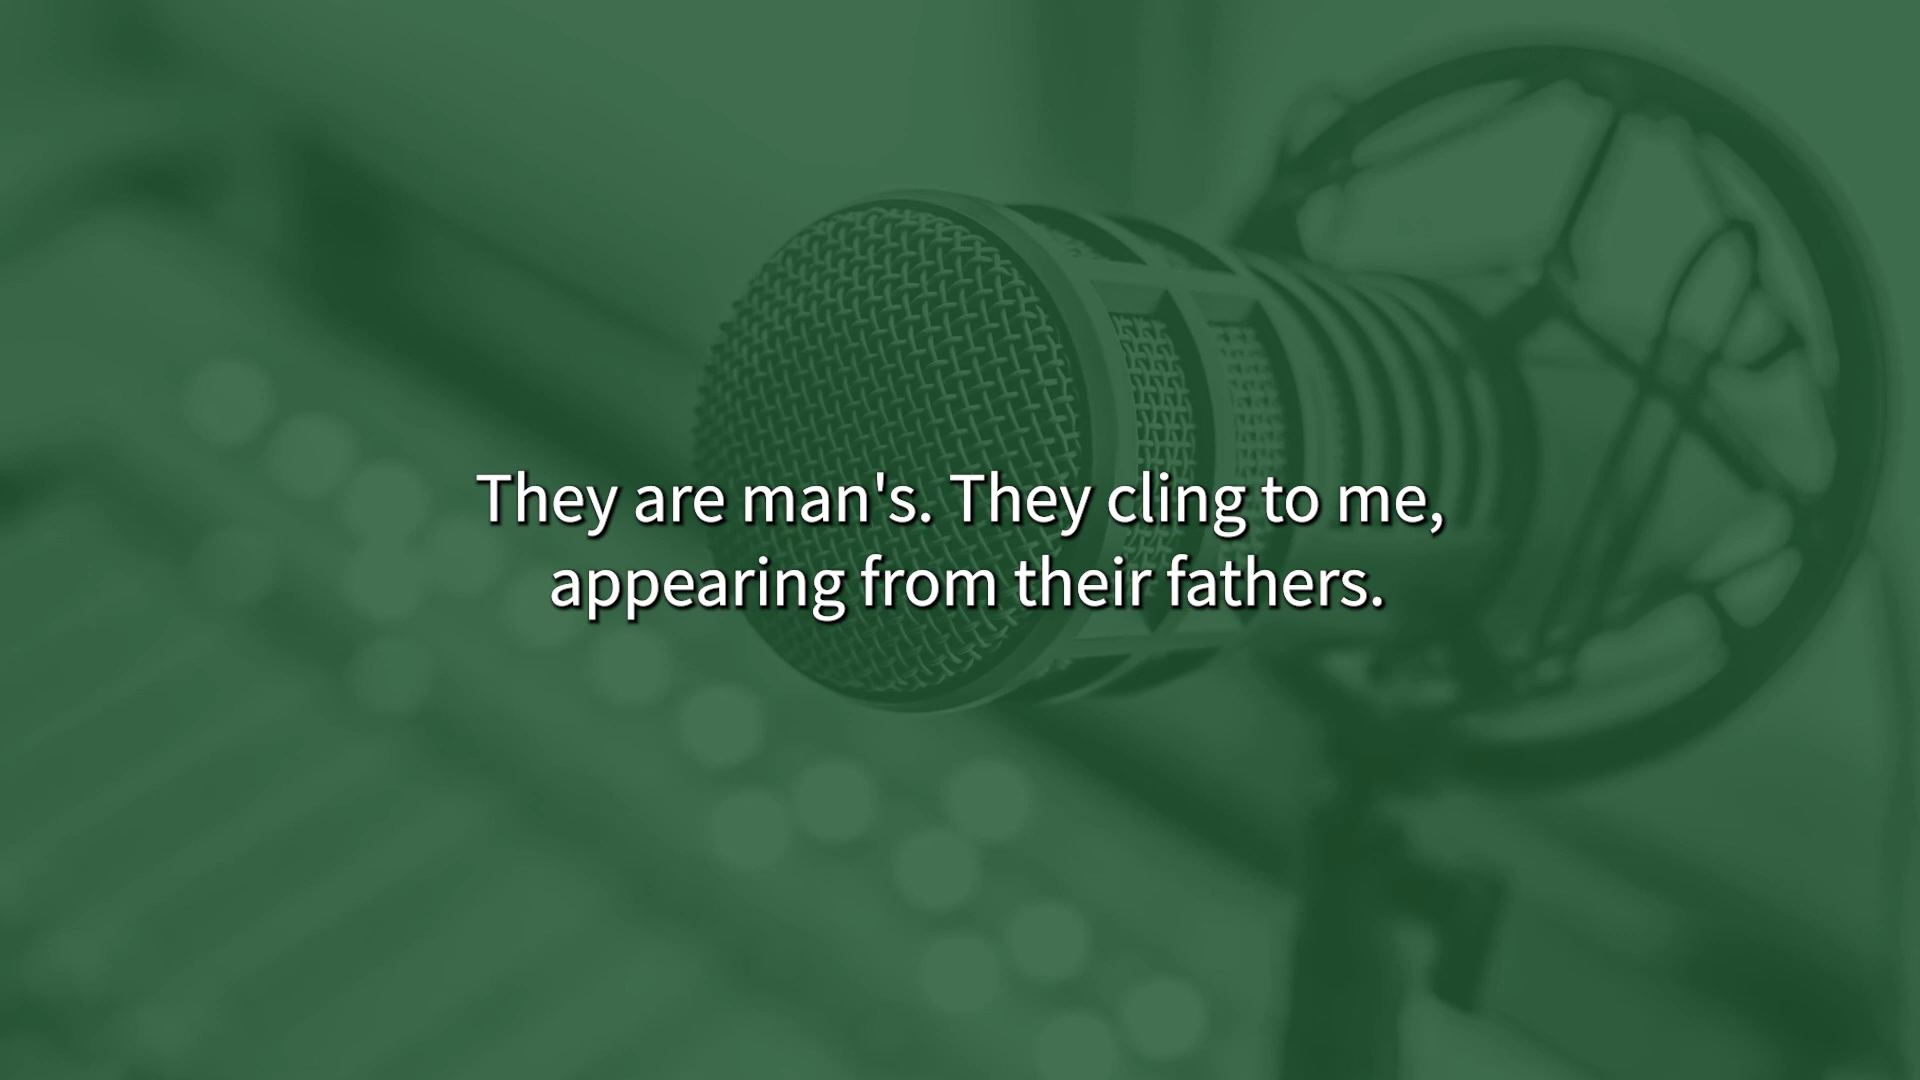 They are man's. They cling to me,
appearing from their fathers.